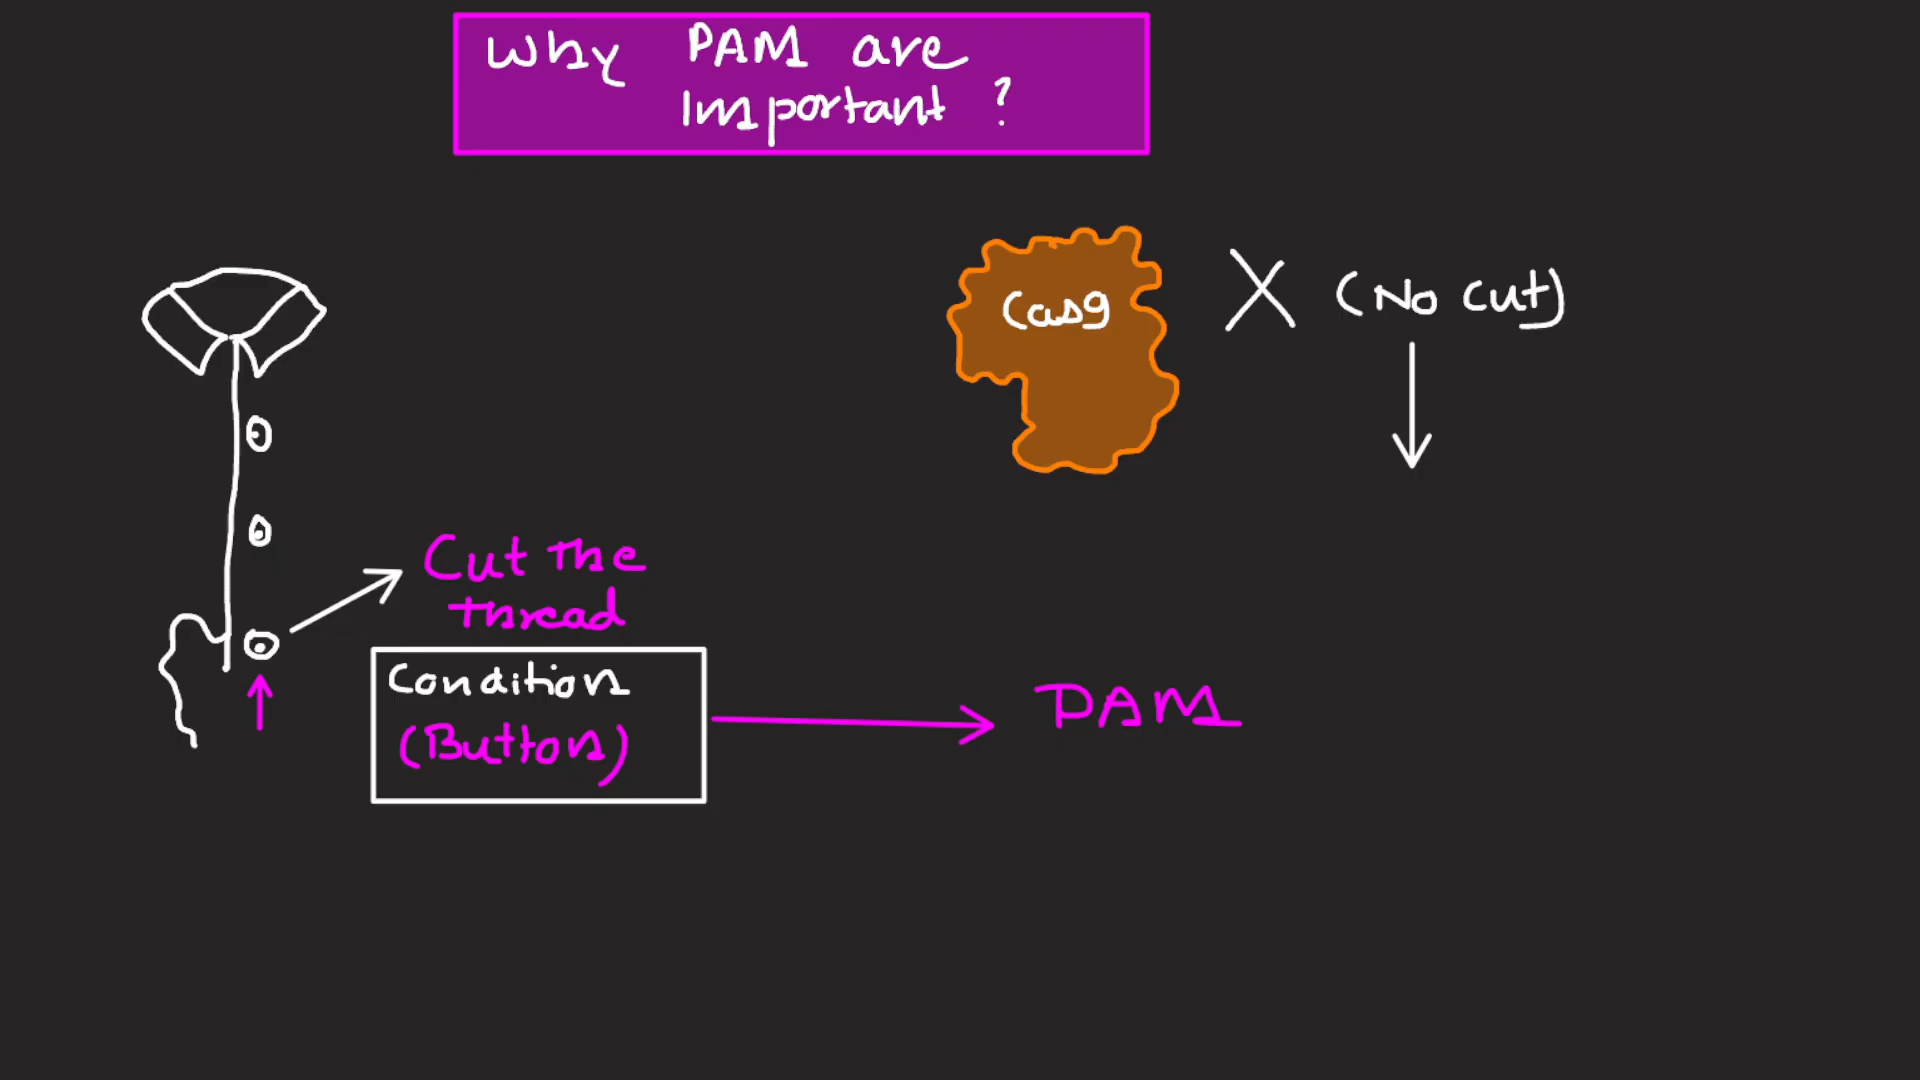 Why PAM are
Important ?
Cas9
X (No cut)
Cut The
thread
Condition
(Button)
PAM